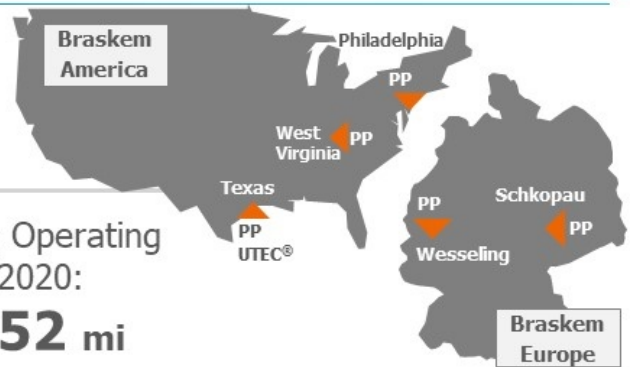 Braskem
America
Philadelphia
PP
West
Virginia
PP
Texas
PP
UTEC®
PP
Wesseling
Schkopau
PP
Braskem
Europe
Operating
2020:
52 mi